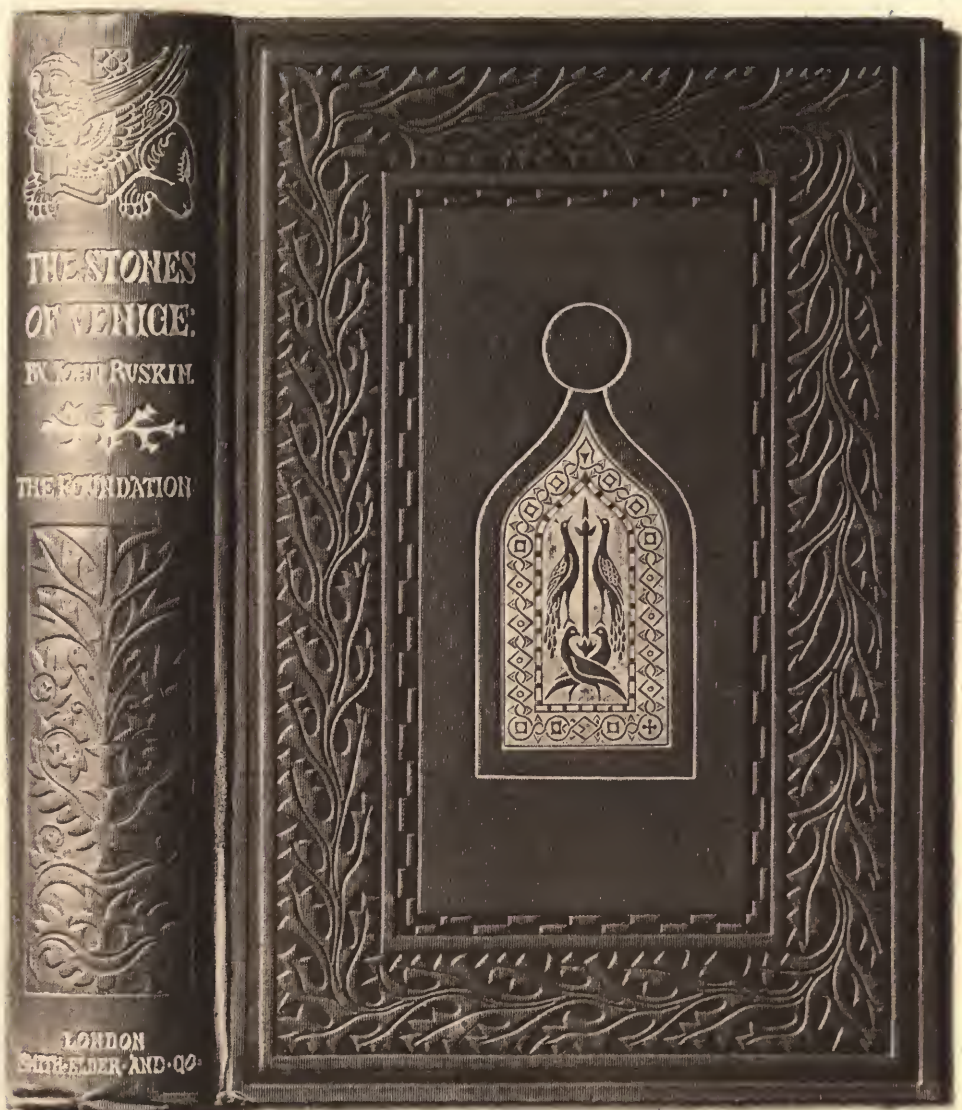 THE STONES
OF VENICE:
BY JOHN RUSKIN
THE FOUNDATION
LONDON
SMITH·ELDER·AND·CO·